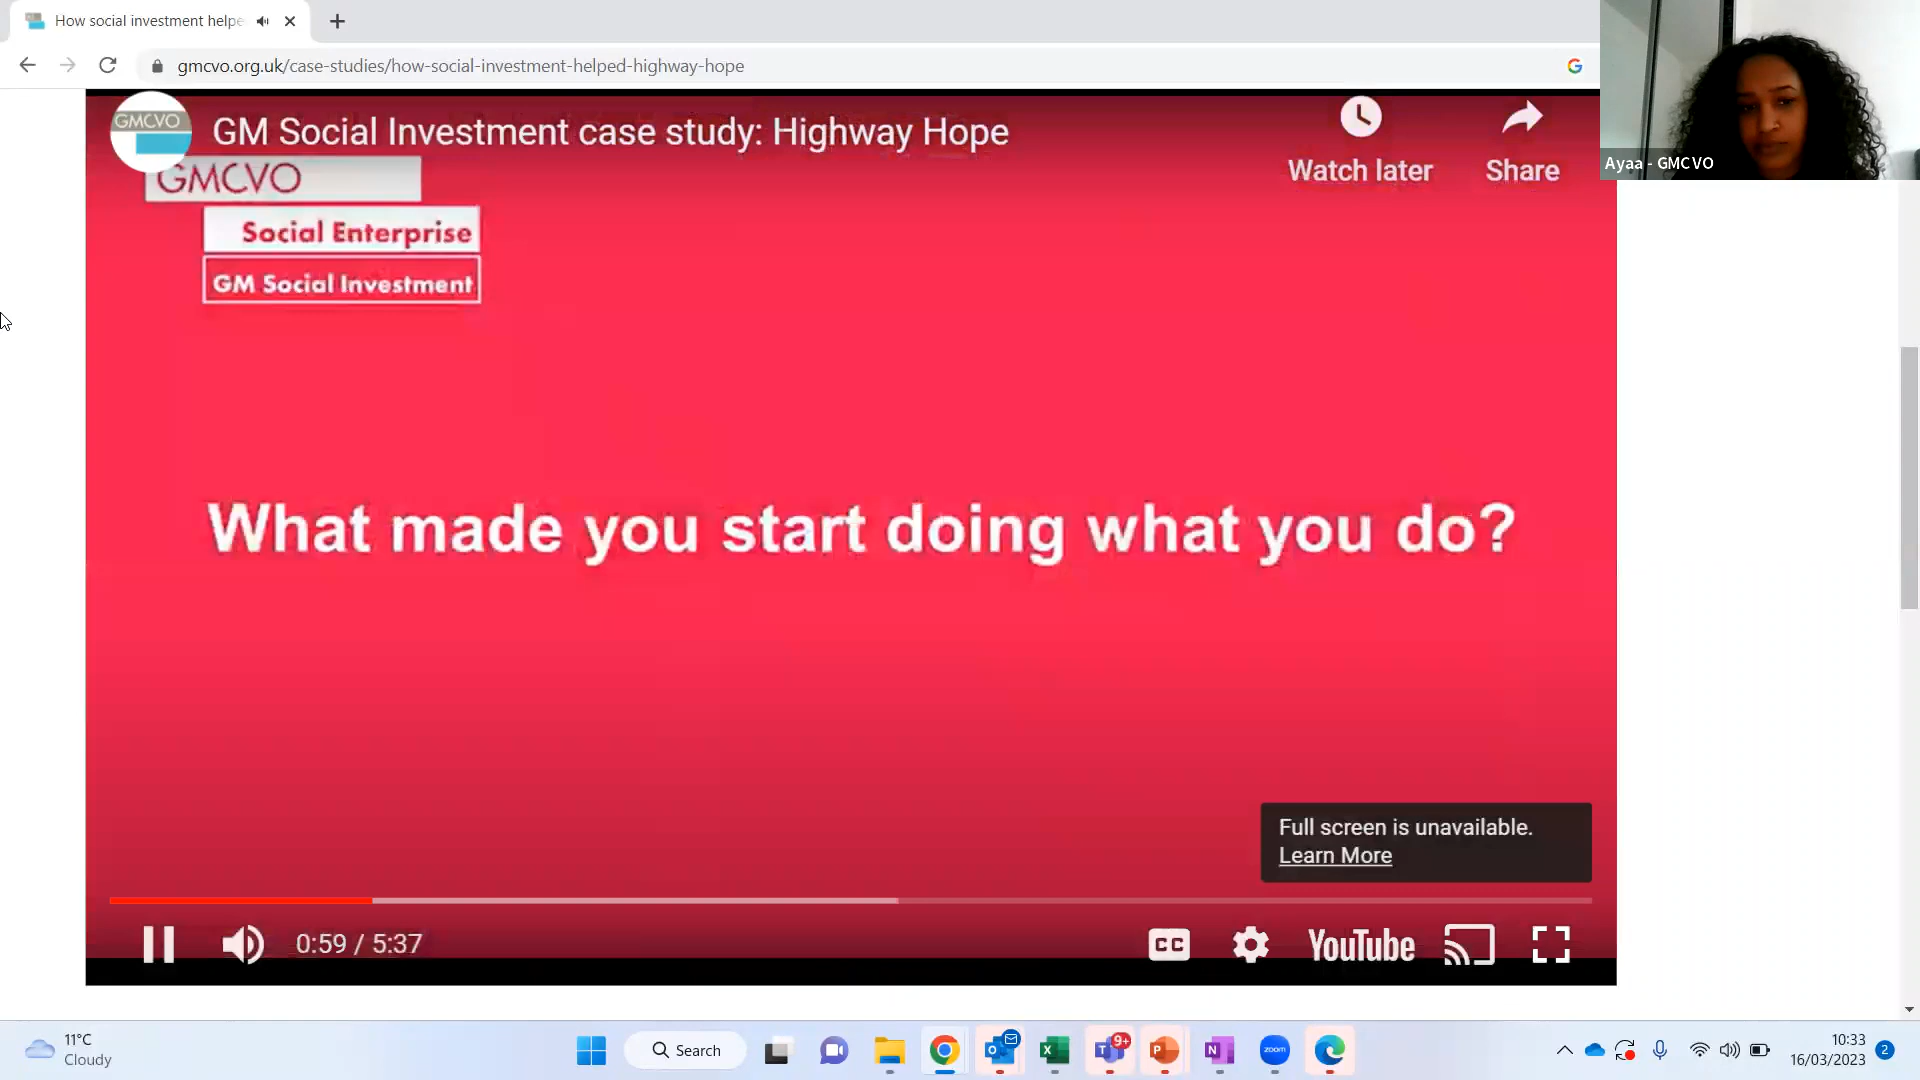 How social investment helpe
gmcvo.org.uk/case-studies/how-social-investment-helped-highway-hope
Ayaa - GMCVO
GMCVO
GM Social Investment case study: Highway Hope
Watch later
Share
GMCVO
Social Enterprise
GM Social Investment
What made you start doing what you do?
Full screen is unavailable.
Learn More
0:59 / 5:37
CC
YouTube
11°C
Cloudy
Search
9+
zoom
10:33
16/03/2023
2